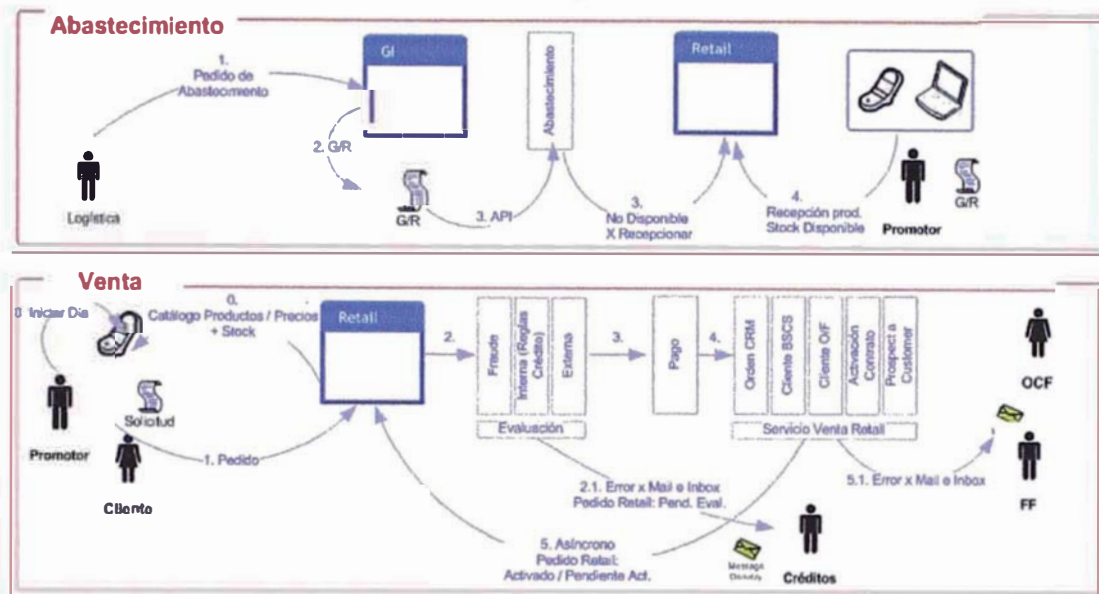 Abastecimiento
1.
Pedido de
Abastecimiento
GI
2. G/R
Logística
G/R
3. API
Abastecimiento
3.
No Disponible
X Recepcionar
Retail
4.
Recepción prod.
Stock Disponible
Promotor
G/R
Venta
0. Iniciar Dia
0.
Catálogo Productos / Precios
+ Stock
Retail
Promotor
Solicitud
Cliento
1. Pedido
2.
Fraude
Interna (Reglas
Crédito)
Externa
Evaluación
3.
Pago
4.
Orden CRM
Cliente BSCS
Cliente O/F
Activación
Contrato
Prospect a
Customer
Servicio Venta Retail
2.1. Error x Mail e Inbox
Pedido Retail: Pend. Eval.
5. Asíncrono
Pedido Retail:
Activado / Pendiente Act.
Message
Créditos
5.1. Error x Mail e Inbox
OCF
FF